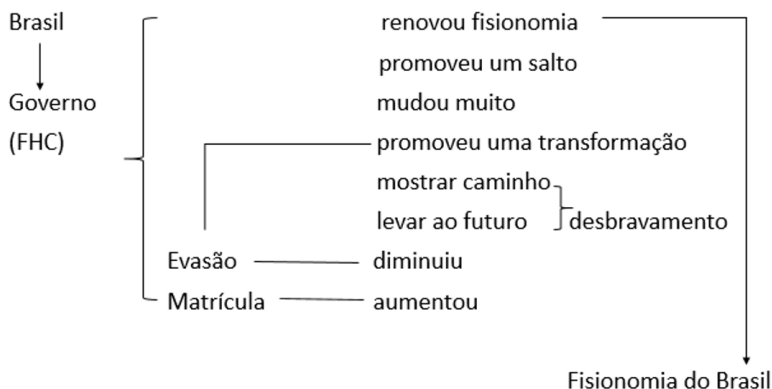 Brasil renovou fisionomia
promoveu um salto
Governo mudou muito
(FHC) promoveu uma transformação
mostrar caminho
levar ao futuro desbravamento
Evasão diminuiu
Matrícula aumentou
Fisionomia do Brasil